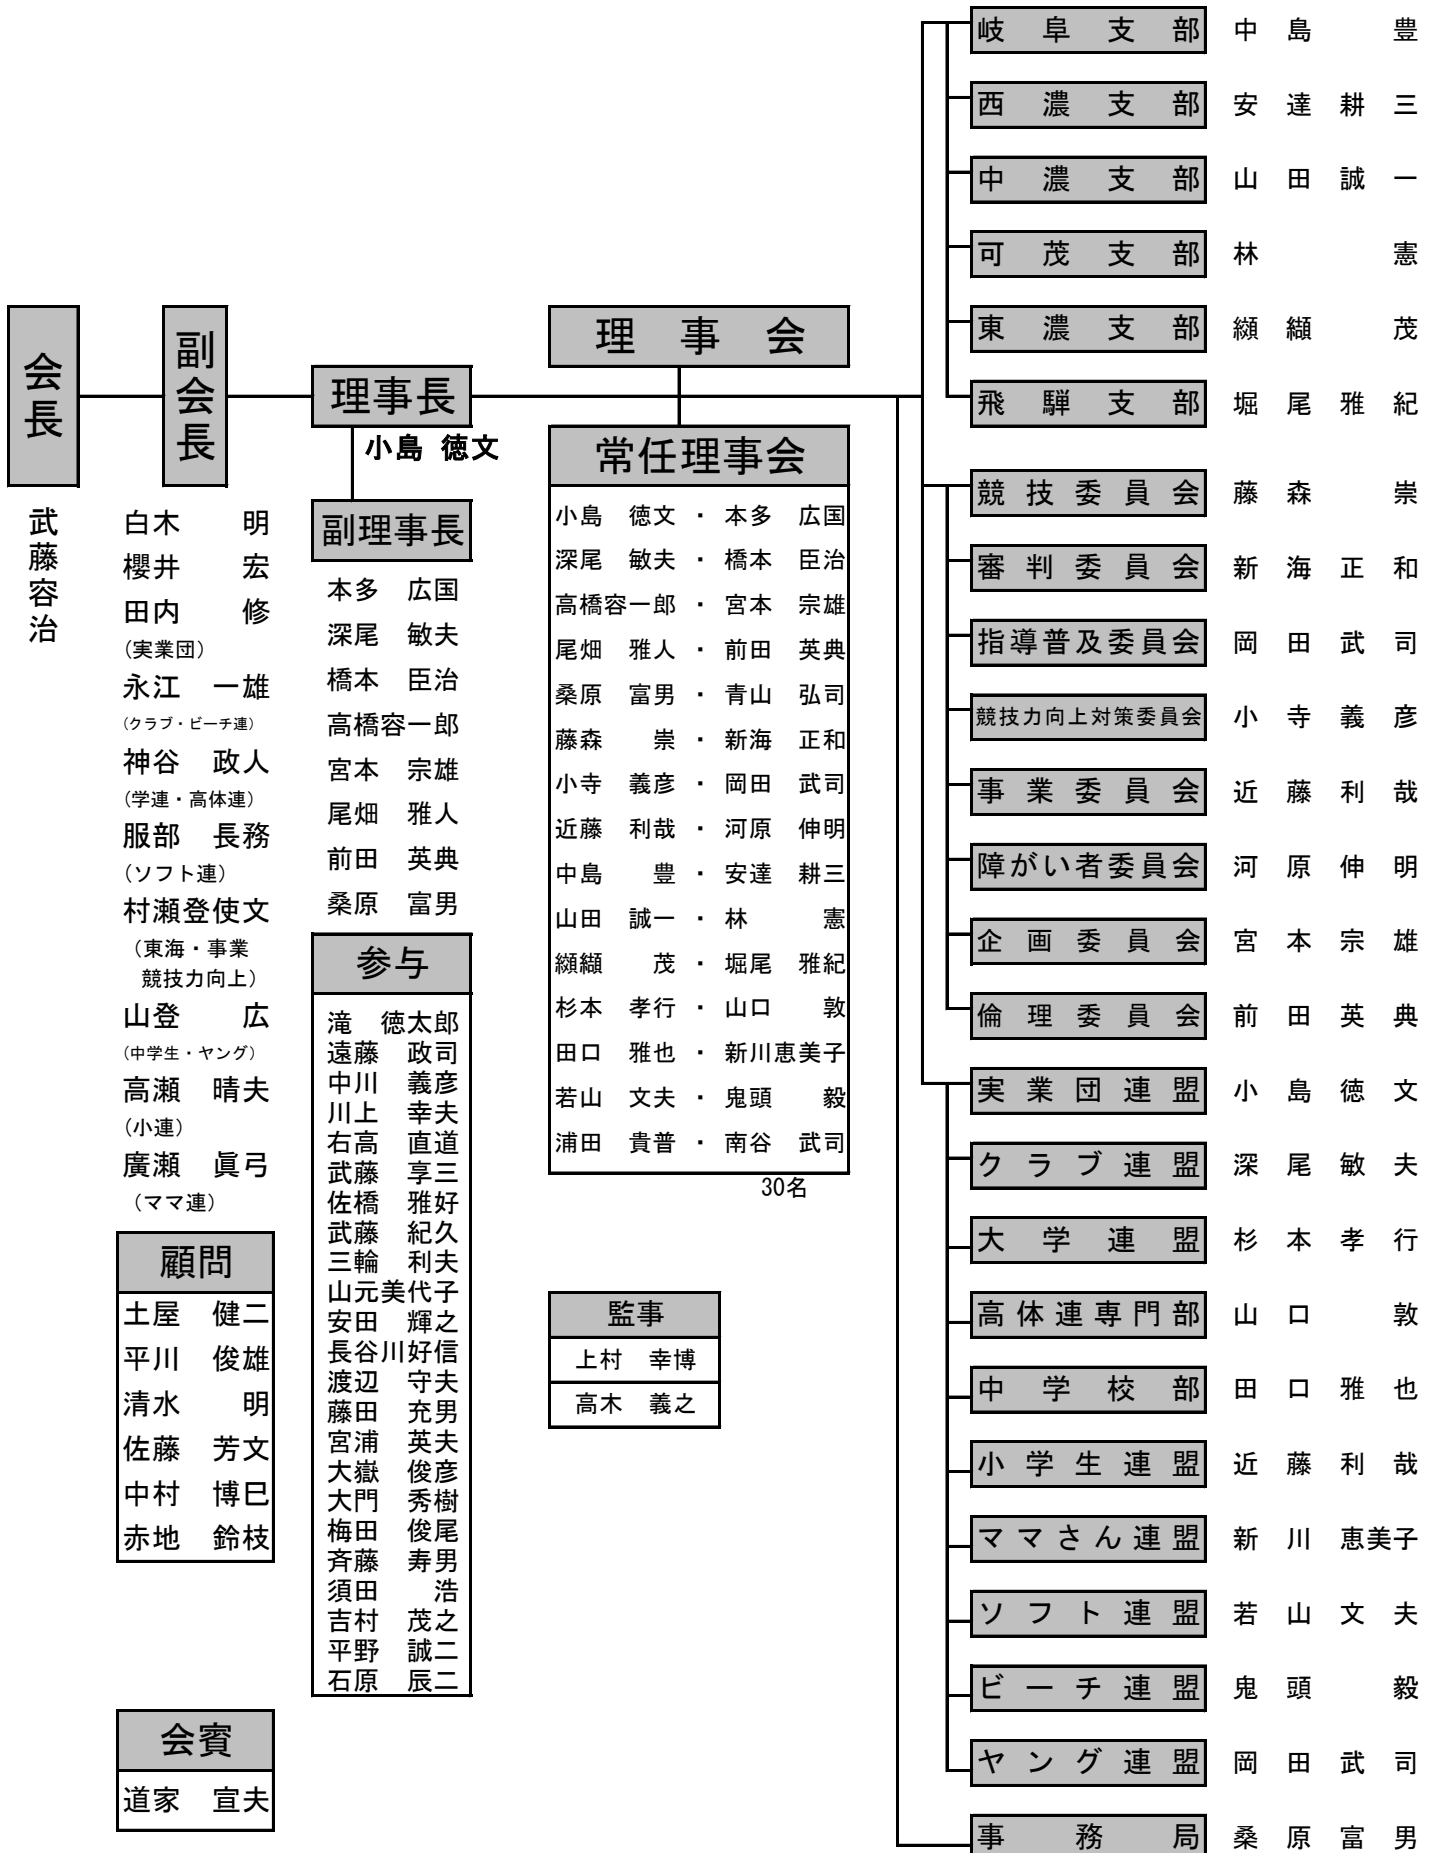 会長
武藤容治
副会長
白木　明
櫻井　宏
田内　修
(実業団)
永江　一雄
(クラブ・ビーチ連)
神谷　政人
(学連・高体連)
服部　長務
(ソフト連)
村瀬登使文
(東海・事業
競技力向上)
山登　広
(中学生・ヤング)
高瀬　晴夫
(小連)
廣瀬　眞弓
(ママ連)
顧問
土屋　健二
平川　俊雄
清水　明
佐藤　芳文
中村　博巳
赤地　鈴枝
会賓
道家　宣夫
理事長
小島　徳文
副理事長
本多　広国
深尾　敏夫
橋本　臣治
高橋容一郎
宮本　宗雄
尾畑　雅人
前田　英典
桑原　富男
参与
滝　徳太郎
遠藤　政司
中川　義彦
川上　幸夫
右高　直道
武藤　享三
佐橋　雅好
武藤　紀久
三輪　利夫
山元美代子
安田　輝之
長谷川好信
渡辺　守夫
藤田　充男
宮浦　英夫
大嶽　俊彦
大門　秀樹
梅田　俊尾
斉藤　寿男
須田　浩
吉村　茂之
平野　誠二
石原　辰二
理事会
常任理事会
小島　徳文・本多　広国
深尾　敏夫・橋本　臣治
高橋容一郎・宮本　宗雄
尾畑　雅人・前田　英典
桑原　富男・青山　弘司
藤森　崇・新海　正和
小寺　義彦・岡田　武司
近藤　利哉・河原　伸明
中島　豊・安達　耕三
山田　誠一・林　憲
纐纈　茂・堀尾　雅紀
杉本　孝行・山口　敦
田口　雅也・新川恵美子
若山　文夫・鬼頭　毅
浦田　貴普・南谷　武司
30名
監事
上村　幸博
高木　義之
岐阜支部　中島　豊
西濃支部　安達耕三
中濃支部　山田誠一
可茂支部　林　憲
東濃支部　纐纈　茂
飛騨支部　堀尾雅紀
競技委員会　藤森　崇
審判委員会　新海正和
指導普及委員会　岡田武司
競技力向上対策委員会　小寺義彦
事業委員会　近藤利哉
障がい者委員会　河原伸明
企画委員会　宮本宗雄
倫理委員会　前田英典
実業団連盟　小島徳文
クラブ連盟　深尾敏夫
大学連盟　杉本孝行
高体連専門部　山口　敦
中学校部　田口雅也
小学生連盟　近藤利哉
ママさん連盟　新川恵美子
ソフト連盟　若山文夫
ビーチ連盟　鬼頭　毅
ヤング連盟　岡田武司
事務局　桑原富男